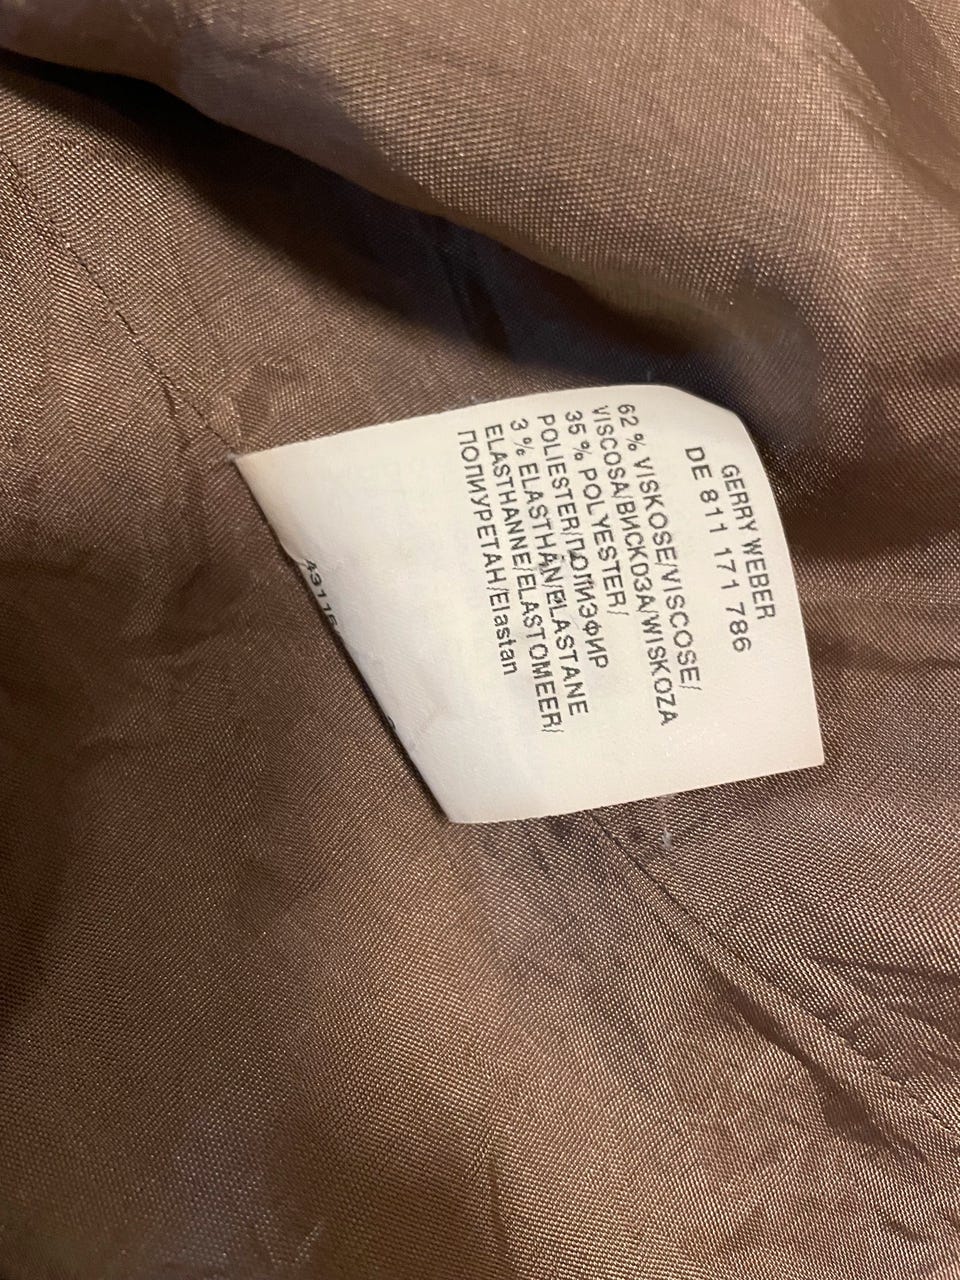 GERRY WEBER
DE 811 171 786
62 % VISKOSE/VISCOSE/
VISCOSA/ВИСКОЗА/WISKOZA
35 % POLYESTER/
POLIESTER/ПОЛИЭФИР
3 % ELASTHAN/ELASTANE
ELASTHANNE/ELASTOMEER/
ПОЛИУРЕТАН/Elastan